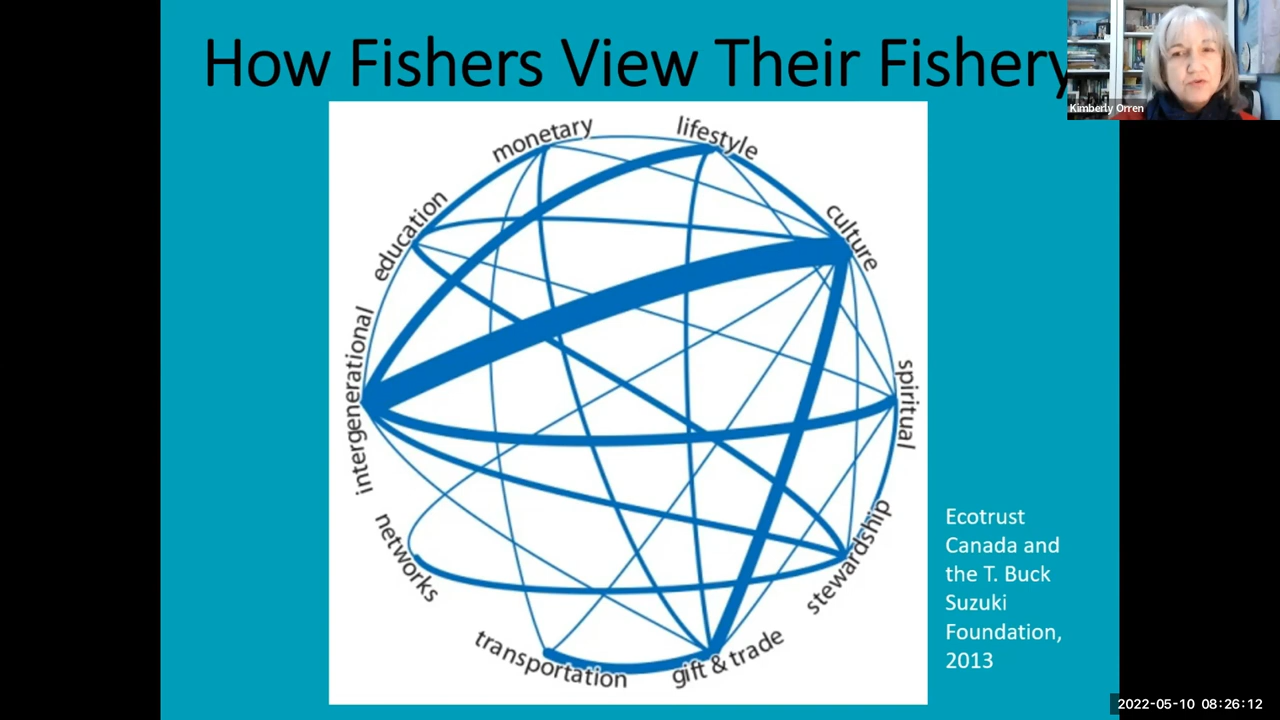 How Fishers View Their Fishery
Kimberly Orren
monetary
lifestyle
education
culture
intergenerational
spiritual
networks
stewardship
transportation
gift & trade
Ecotrust
Canada and
the T. Buck
Suzuki
Foundation,
2013
2022-05-10 08:26:12